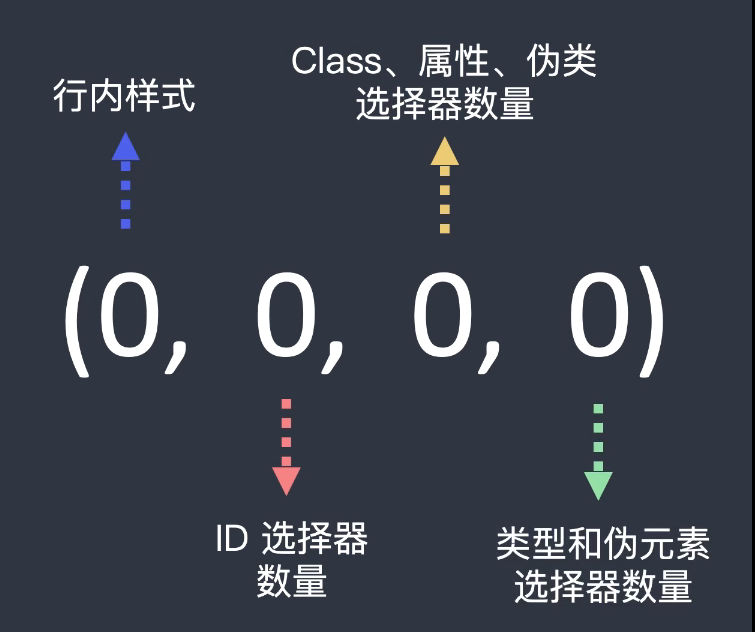 Class、属性、伪类
选择器数量
行内样式
(0, 0, 0, 0)
ID 选择器
数量
类型和伪元素
选择器数量